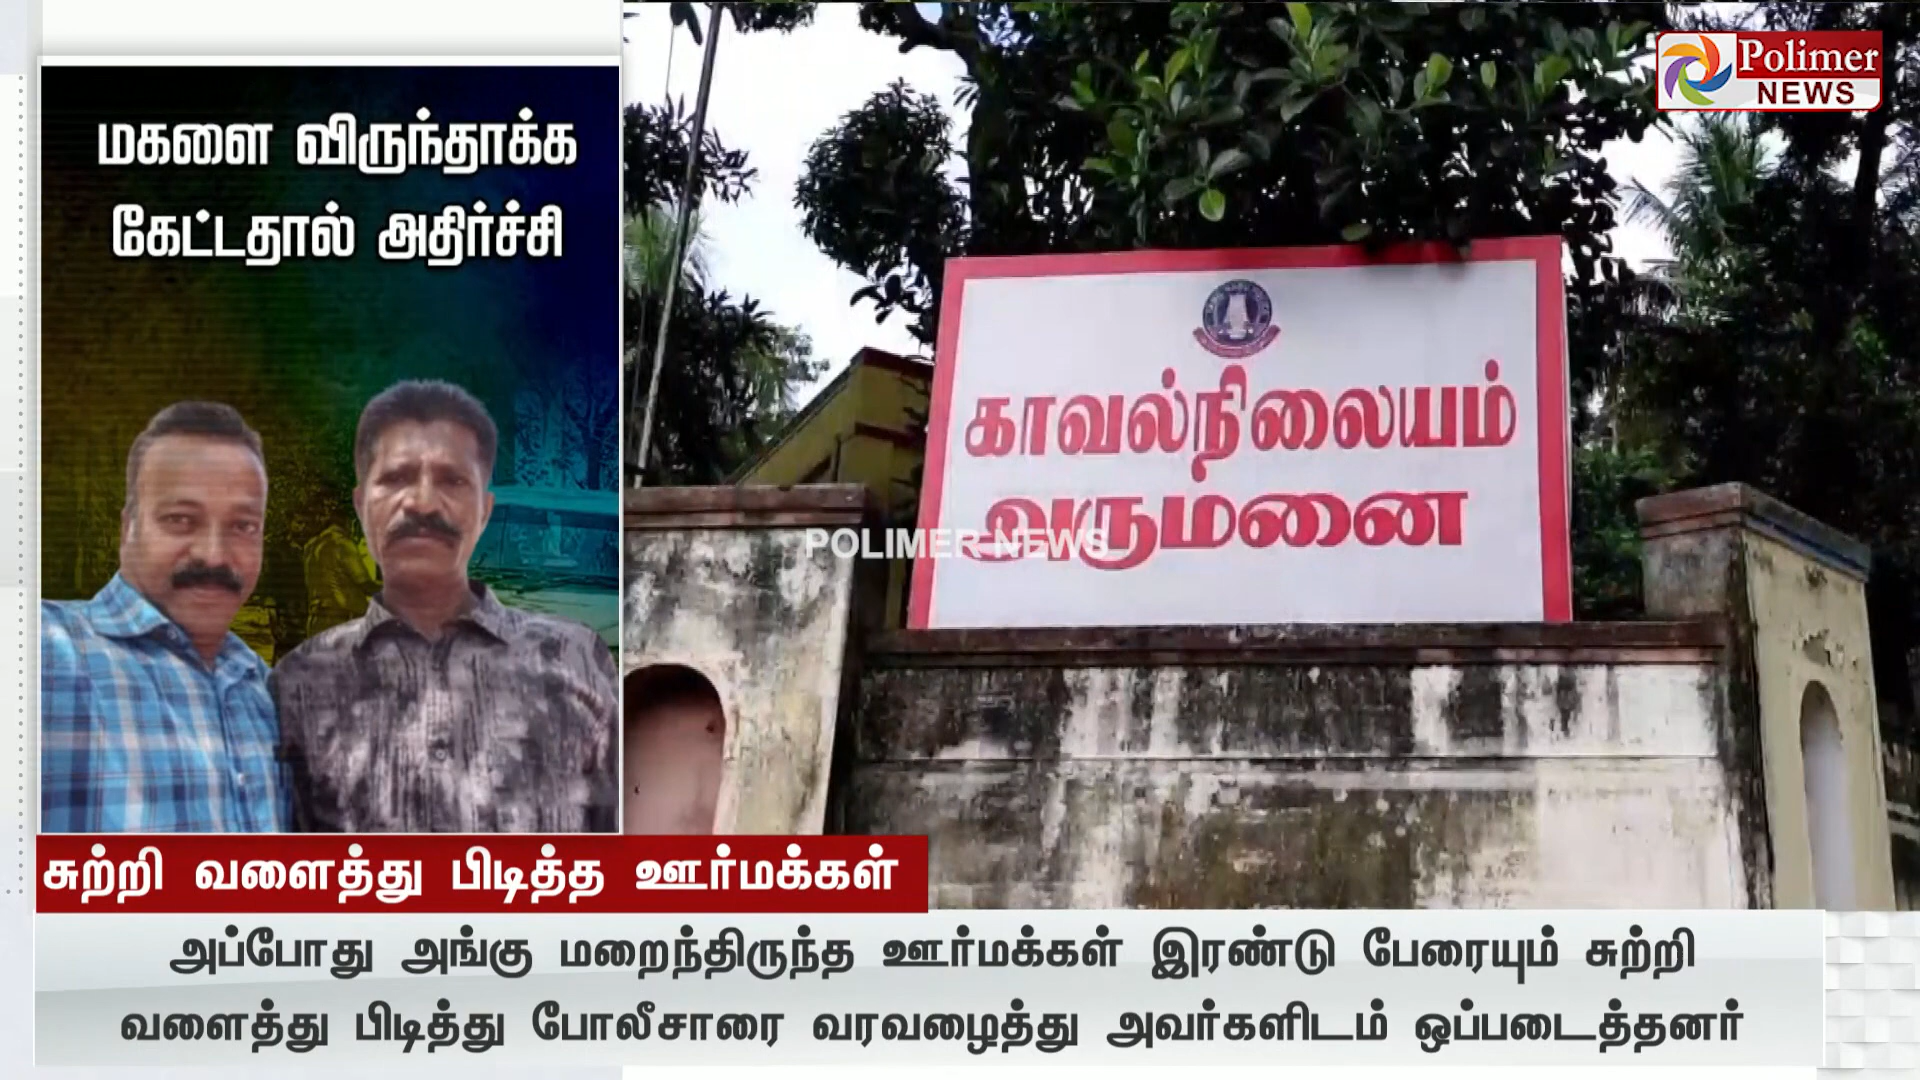 மகளை விருந்தாக்க
கேட்டதால் அதிர்ச்சி
Polimer
NEWS
காவல்நிலையம்
அருமனை
POLIMER NEWS
சுற்றி வளைத்து பிடித்த ஊர்மக்கள்
அப்போது அங்கு மறைந்திருந்த ஊர்மக்கள் இரண்டு பேரையும் சுற்றி
வளைத்து பிடித்து போலீசாரை வரவழைத்து அவர்களிடம் ஒப்படைத்தனர்